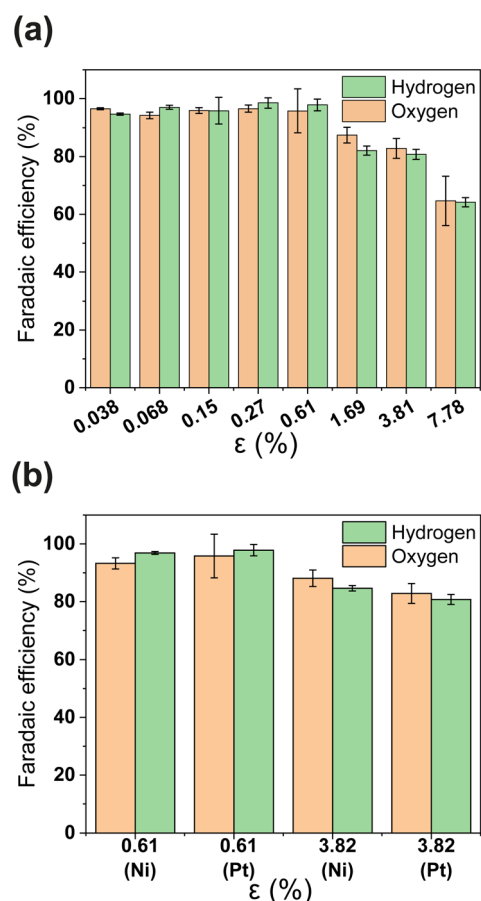 (a)
Faradaic efficiency (%)
100
80
60
40
20
0
Hydrogen
Oxygen
0.038 0.068 0.15 0.27 0.61 1.69 3.81 7.78
ε (%)
(b)
Faradaic efficiency (%)
100
80
60
40
20
0
Hydrogen
Oxygen
0.61 0.61 3.82 3.82
(Ni) (Pt) (Ni) (Pt)
ε (%)